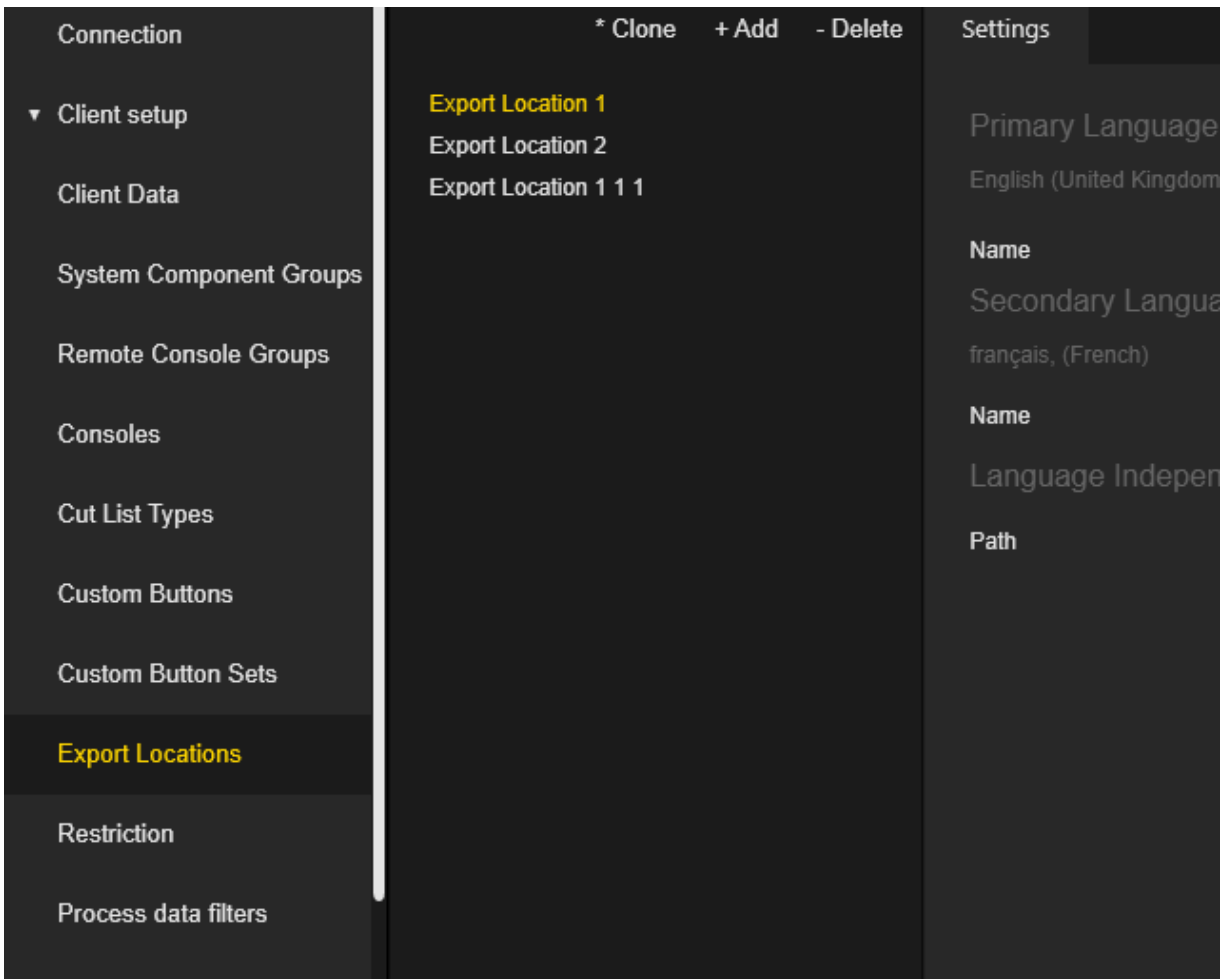 Connection
Client setup
Client Data
System Component Groups
Remote Console Groups
Consoles
Cut List Types
Custom Buttons
Custom Button Sets
Export Locations
Restriction
Process data filters
* Clone + Add - Delete
Export Location 1
Export Location 2
Export Location 1 1 1
Settings
Primary Language
English (United Kingdom
Name
Secondary Langua
français, (French)
Name
Language Indepen
Path